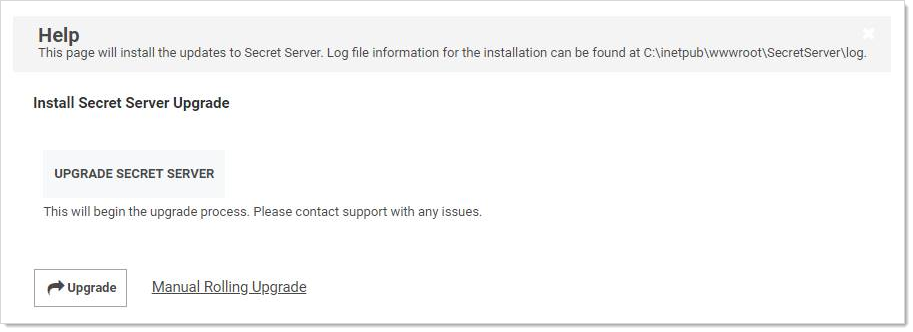 Help
This page will install the updates to Secret Server. Log file information for the installation can be found at C:\inetpub\wwwroot\SecretServer\log.
Install Secret Server Upgrade
UPGRADE SECRET SERVER
This will begin the upgrade process. Please contact support with any issues.
Upgrade Manual Rolling Upgrade